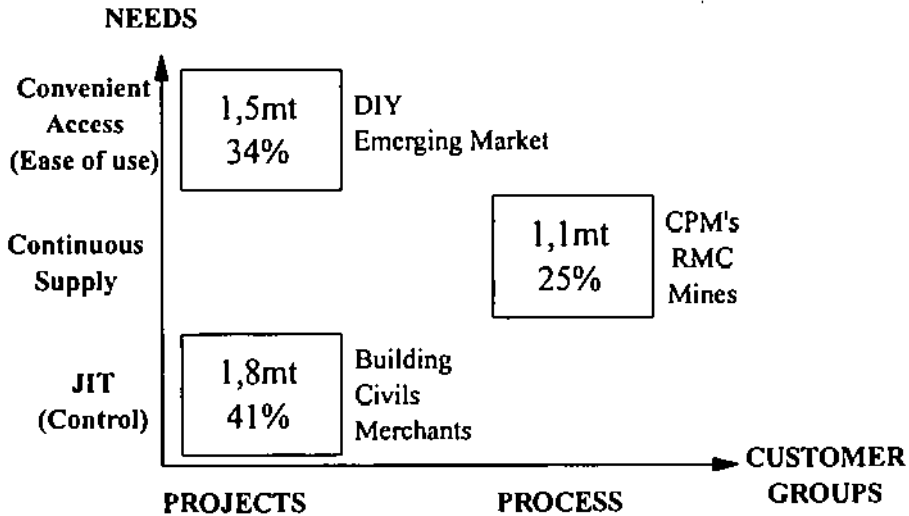 NEEDS
Convenient
Access
(Ease of use)
1,5mt
34%
DIY
Emerging Market
Continuous
Supply
1,1mt
25%
CPM's
RMC
Mines
JIT
(Control)
1,8mt
41%
Building
Civils
Merchants
CUSTOMER
GROUPS
PROJECTS
PROCESS